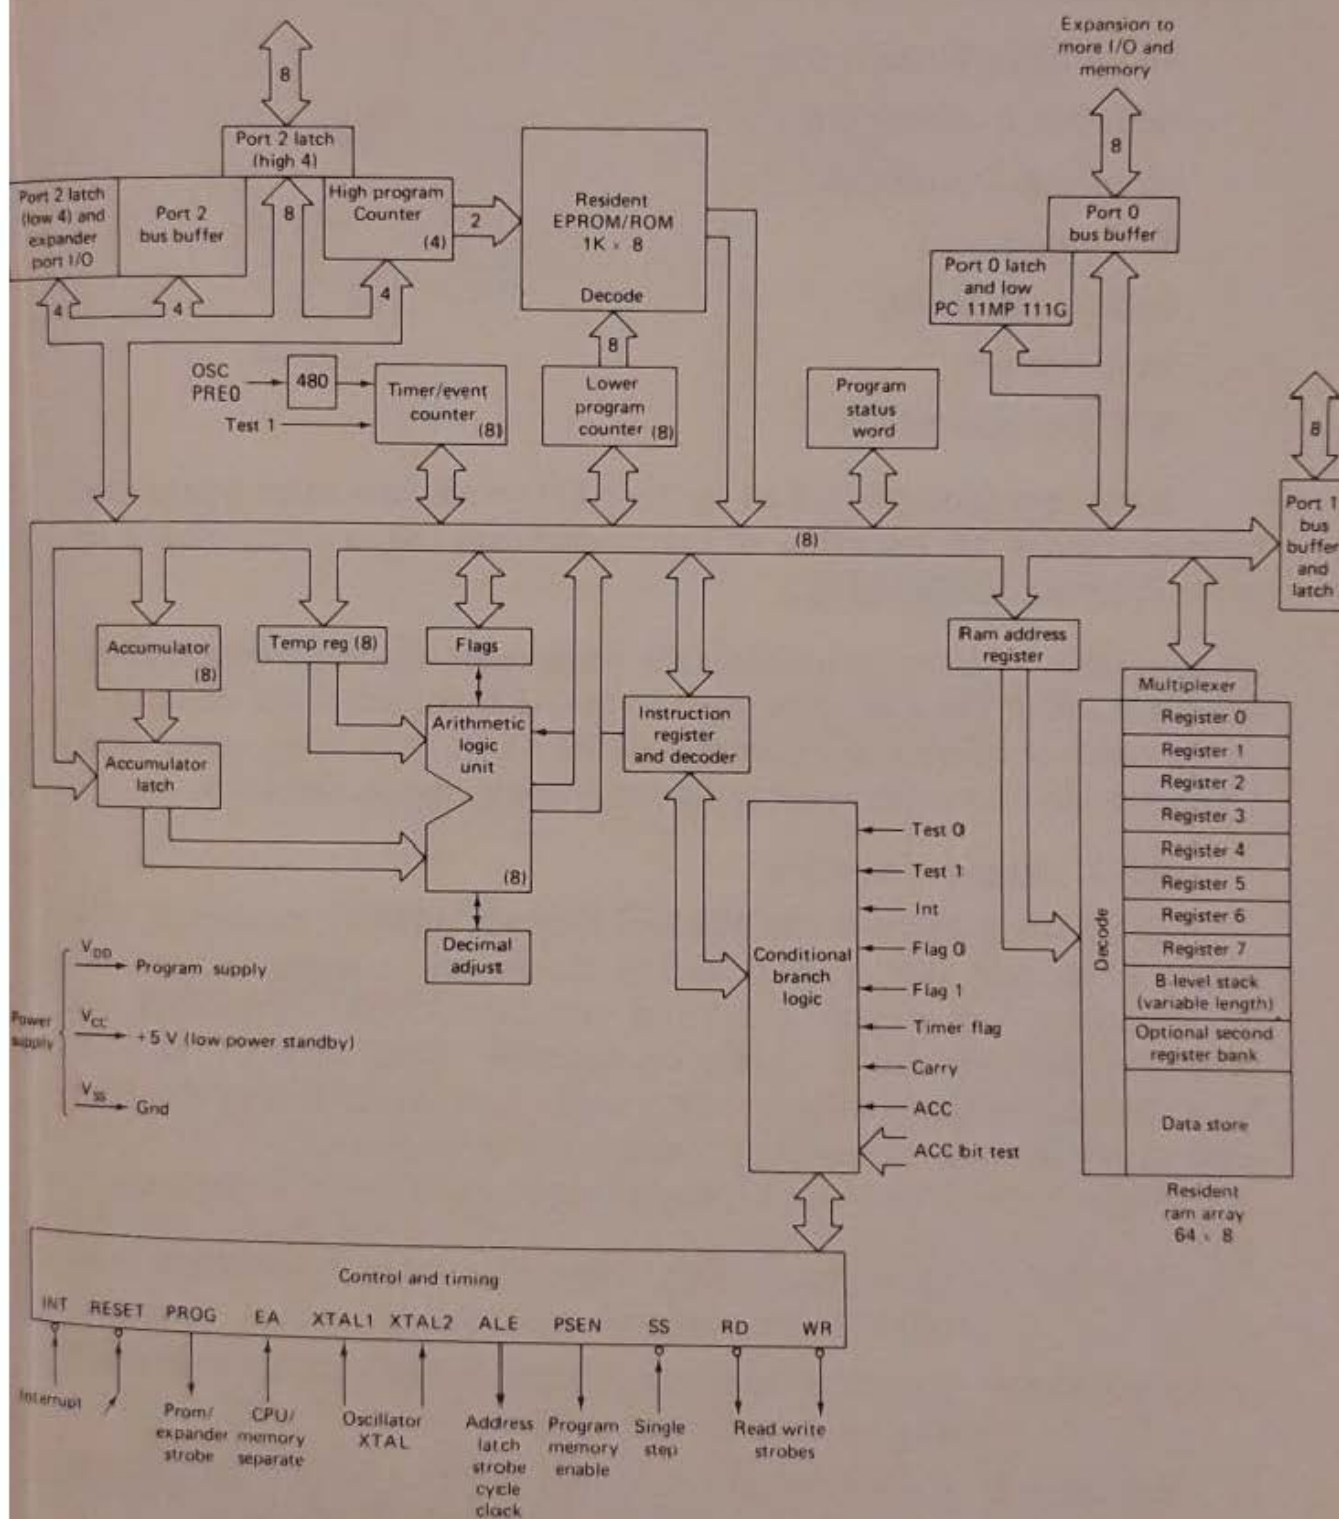 Expansion to
more I/O and
memory
8
8
Port 2 latch
(high 4)
Port 2 latch
(low 4) and
expander
port I/O
Port 2
bus buffer
8
High program
Counter
(4)
2
Resident
EPROM/ROM
1K × 8
Decode
Port 0
bus buffer
Port 0 latch
and low
PC 11MP 111G
4
4
4
8
OSC
PRE0
480
Test 1
Timer/event
counter
(8)
Lower
program
counter (8)
Program
status
word
8
Port 1
bus
buffer
and
latch
(8)
Accumulator
(8)
Temp reg (8)
Flags
Ram address
register
Accumulator
latch
Arithmetic
logic
unit
(8)
Instruction
register
and decoder
Multiplexer
Register 0
Register 1
Register 2
Register 3
Register 4
Register 5
Register 6
Register 7
B-level stack
(variable length)
Optional second
register bank
Data store
Decode
Resident
ram array
64 × 8
Decimal
adjust
Conditional
branch
logic
Test 0
Test 1
Int
Flag 0
Flag 1
Timer flag
Carry
ACC
ACC bit test
Power
supply
VDD
Program supply
VCC
+5 V (low power standby)
VSS
Gnd
Control and timing
INT RESET PROG EA XTAL1 XTAL2 ALE PSEN SS RD WR
Interrupt
Prom/
expander
strobe
CPU/
memory
separate
Oscillator
XTAL
Address
latch
strobe
cycle
clock
Program
memory
enable
Single
step
Read write
strobes